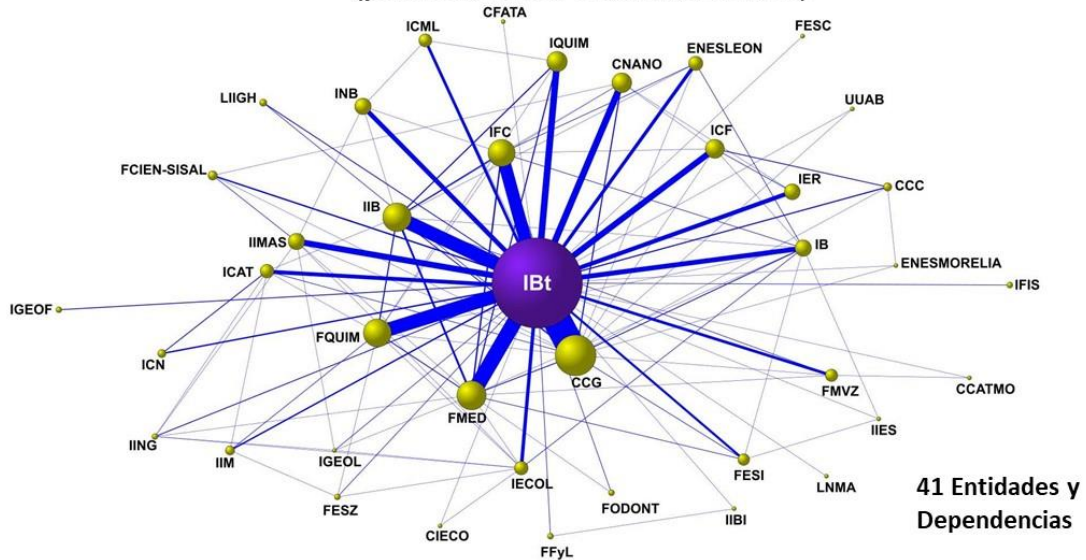 CFATA
FESC
ICML
IQUIM
ENESLEON
CNANO
LIIGH
INB
UUAB
IFC
ICF
FCIEN-SISAL
IER
CCC
IIB
IIMAS
IB
ICAT
ENESMORELIA
IBt
IFIS
IGEOF
FQUIM
ICN
CCG
FMVZ
CCATMO
FMED
IIES
IING
IIM
IGEOL
IECOL
FESI
LNMA
FESZ
FODONT
IIBI
CIECO
FFyL
41 Entidades y
Dependencias